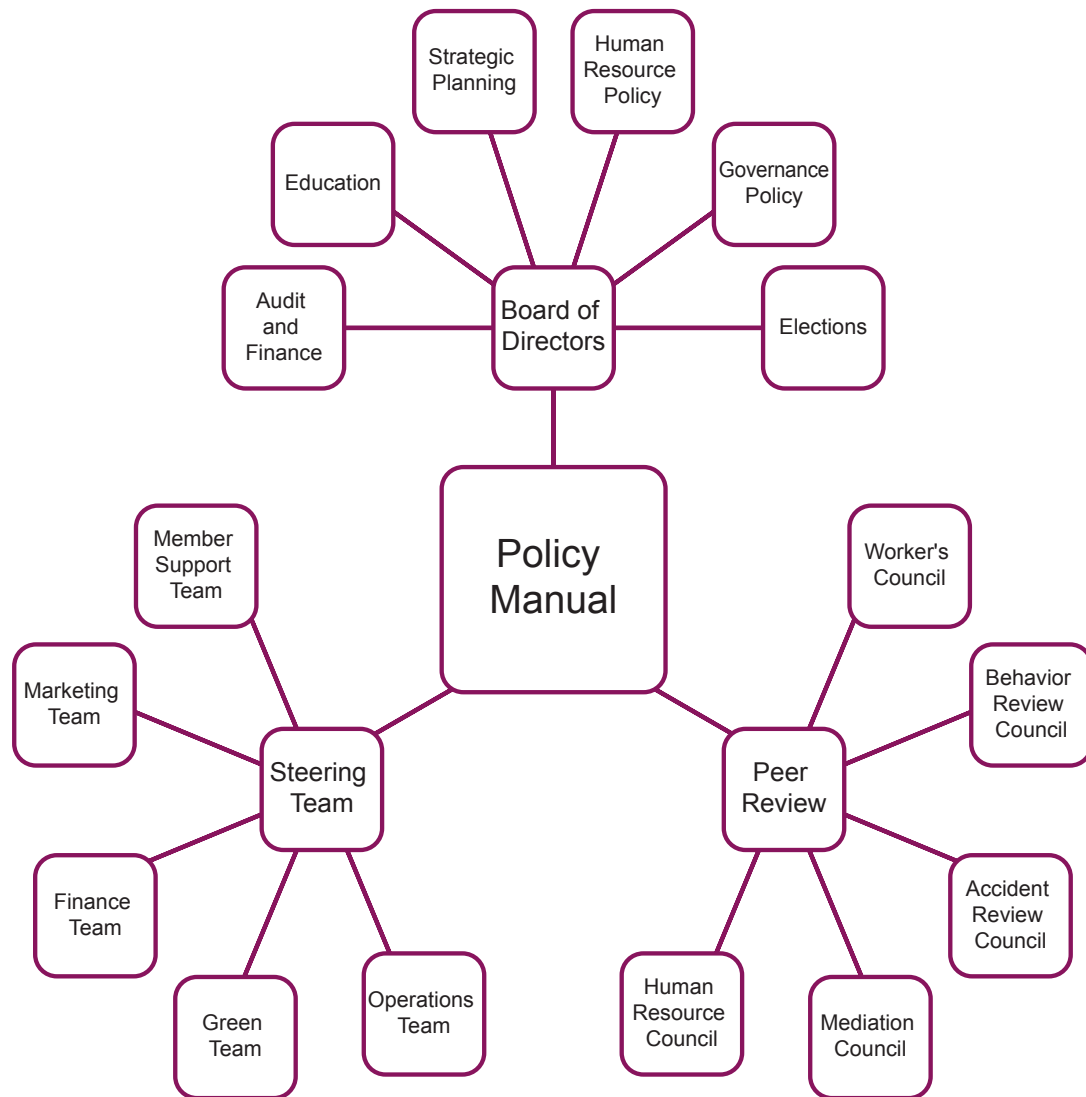 Strategic
Planning
Human
Resource
Policy
Education
Governance
Policy
Audit
and
Finance
Board of
Directors
Elections
Policy
Manual
Member
Support
Team
Worker's
Council
Marketing
Team
Behavior
Review
Council
Steering
Team
Peer
Review
Finance
Team
Accident
Review
Council
Green
Team
Operations
Team
Human
Resource
Council
Mediation
Council